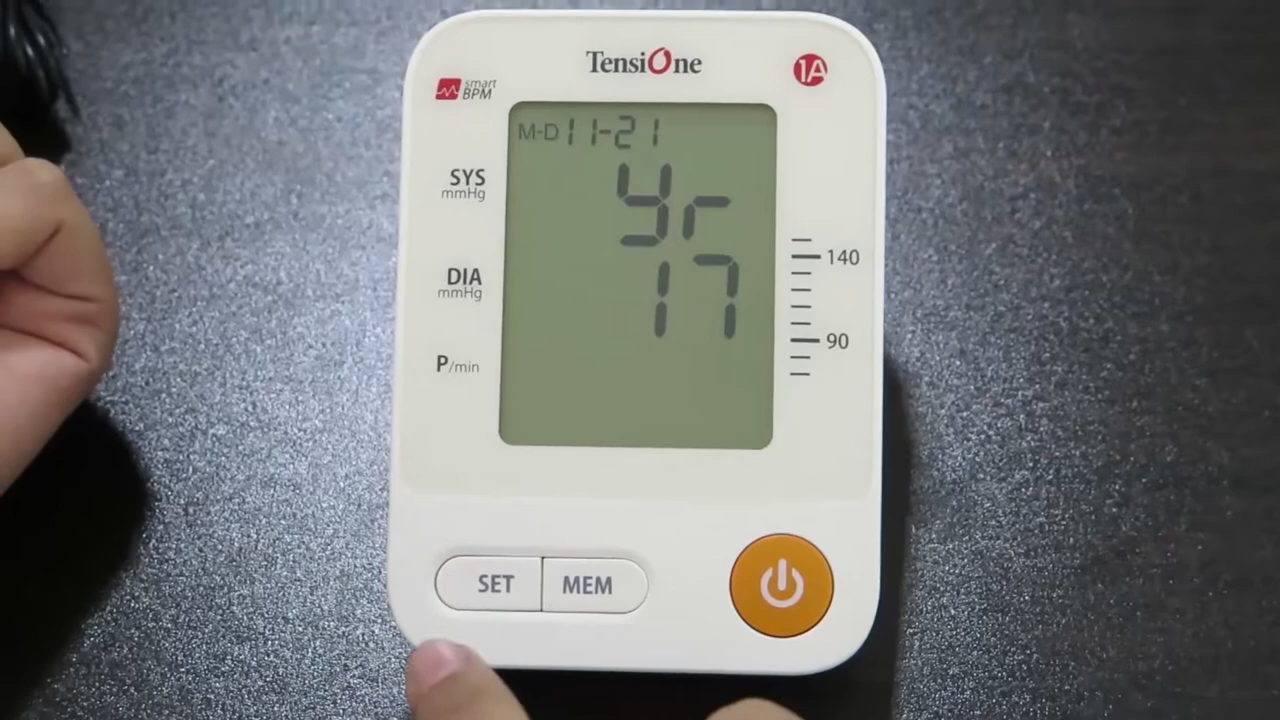 TensiOne
1A
smart
BPM
M-D 11-21
SYS
mmHg
Yr
DIA
mmHg
17
140
P/min
90
SET
MEM